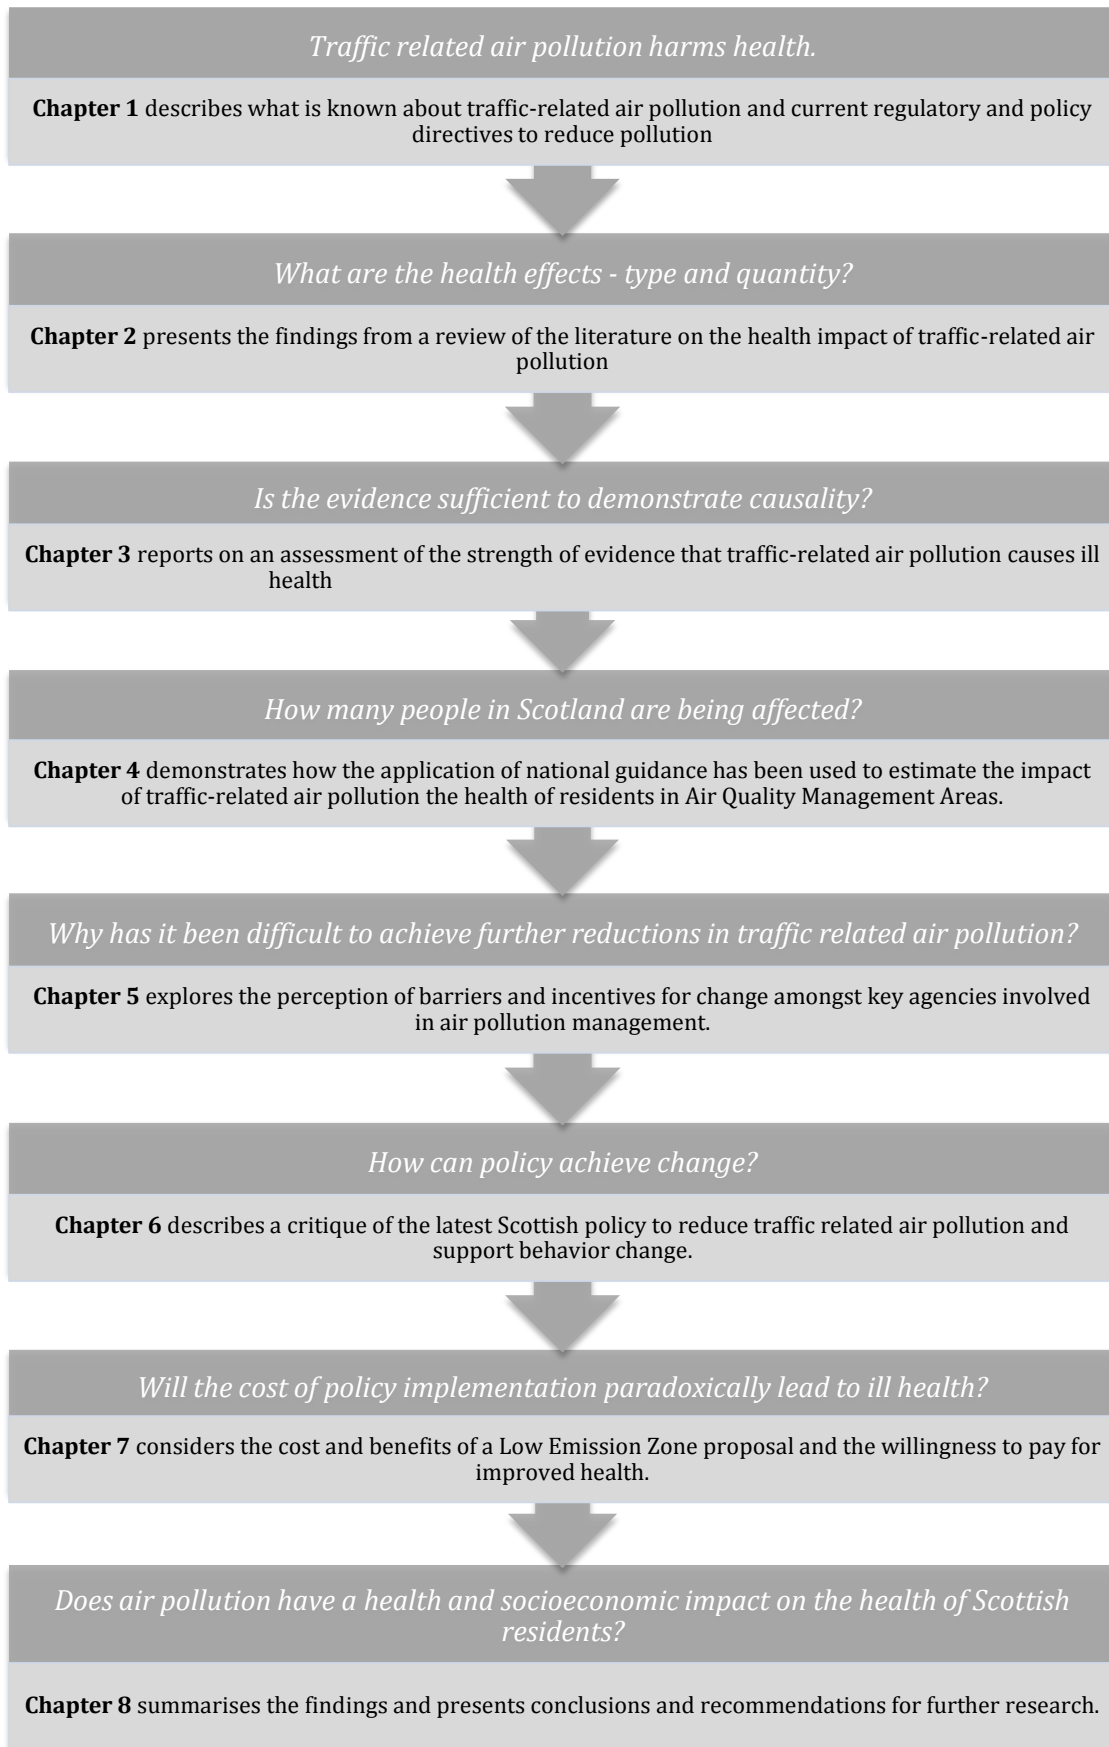 Traffic related air pollution harms health.
Chapter 1 describes what is known about traffic-related air pollution and current regulatory and policy
directives to reduce pollution
What are the health effects - type and quantity?
Chapter 2 presents the findings from a review of the literature on the health impact of traffic-related air
pollution
Is the evidence sufficient to demonstrate causality?
Chapter 3 reports on an assessment of the strength of evidence that traffic-related air pollution causes ill
health
How many people in Scotland are being affected?
Chapter 4 demonstrates how the application of national guidance has been used to estimate the impact
of traffic-related air pollution the health of residents in Air Quality Management Areas.
Why has it been difficult to achieve further reductions in traffic related air pollution?
Chapter 5 explores the perception of barriers and incentives for change amongst key agencies involved
in air pollution management.
How can policy achieve change?
Chapter 6 describes a critique of the latest Scottish policy to reduce traffic related air pollution and
support behavior change.
Will the cost of policy implementation paradoxically lead to ill health?
Chapter 7 considers the cost and benefits of a Low Emission Zone proposal and the willingness to pay for
improved health.
Does air pollution have a health and socioeconomic impact on the health of Scottish
residents?
Chapter 8 summarises the findings and presents conclusions and recommendations for further research.